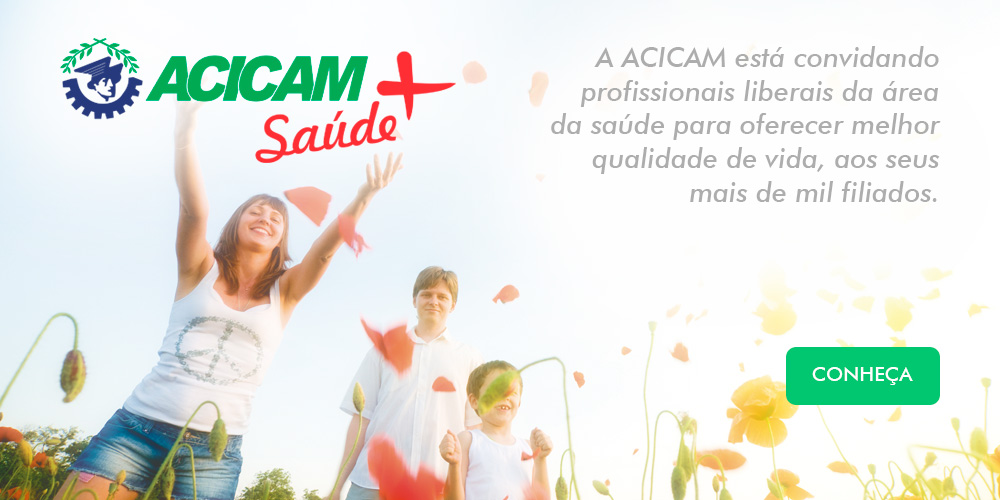 ACICAM
Saúde
A ACICAM está convidando
profissionais liberais da área
da saúde para oferecer melhor
qualidade de vida, aos seus
mais de mil filiados.
CONHEÇA